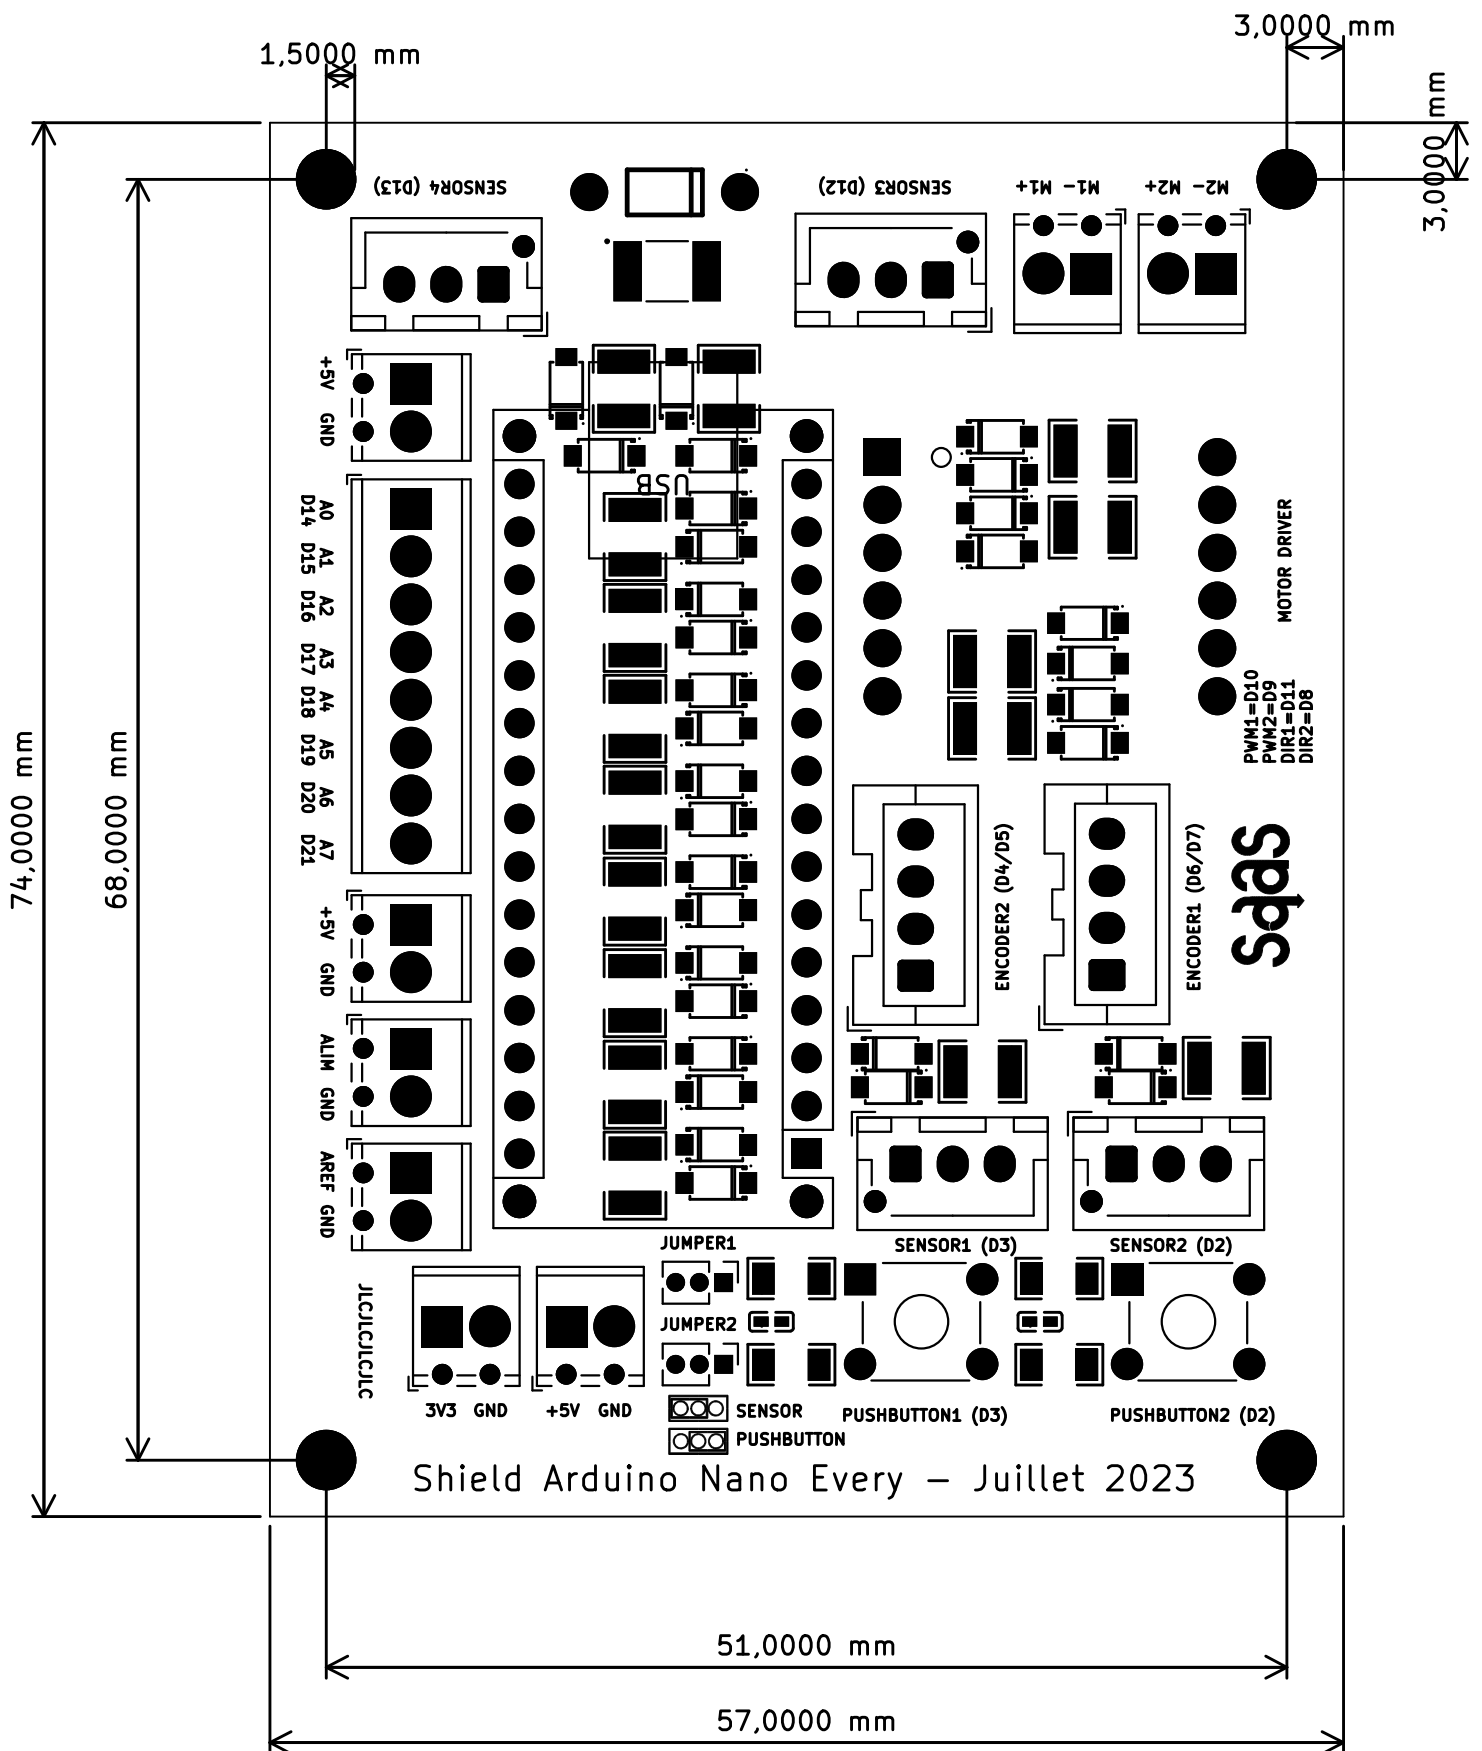 3,0000 mm
1,5000 mm
3,0000 mm
SENSOR4 (D13)
SENSOR3 (D12)
M1- M1+
M2- M2+
+5V
GND
USB
A0
D14
A1
D15
A2
D16
A3
D17
A4
D18
A5
D19
A6
D20
A7
D21
MOTOR DRIVER
PWM1=D10
PWM2=D9
DIR1=D11
DIR2=D8
74,0000 mm
68,0000 mm
ENCODER2 (D4/D5)
ENCODER1 (D6/D7)
sqas
+5V
GND
ALIM
GND
AREF GND
JUMPER1
SENSOR1 (D3)
SENSOR2 (D2)
JLCJLCJLCJLC
JUMPER2
3V3 GND
+5V GND
SENSOR
PUSHBUTTON
PUSHBUTTON1 (D3)
PUSHBUTTON2 (D2)
Shield Arduino Nano Every - Juillet 2023
51,0000 mm
57,0000 mm